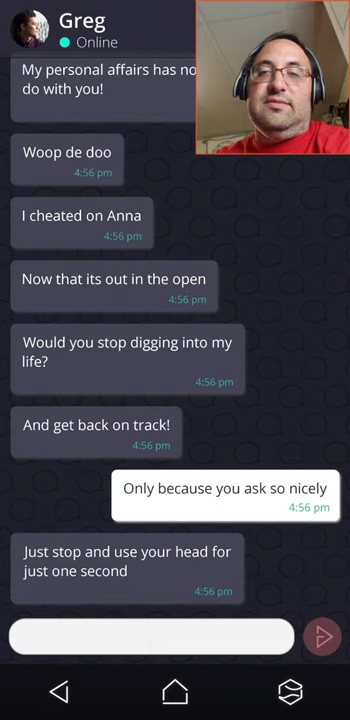 Greg
Online
My personal affairs has no
do with you!
Woop de doo
4:56 pm
I cheated on Anna
4:56 pm
Now that its out in the open
4:56 pm
Would you stop digging into my
life?
4:56 pm
And get back on track!
4:56 pm
Only because you ask so nicely
4:56 pm
Just stop and use your head for
just one second
4:56 pm